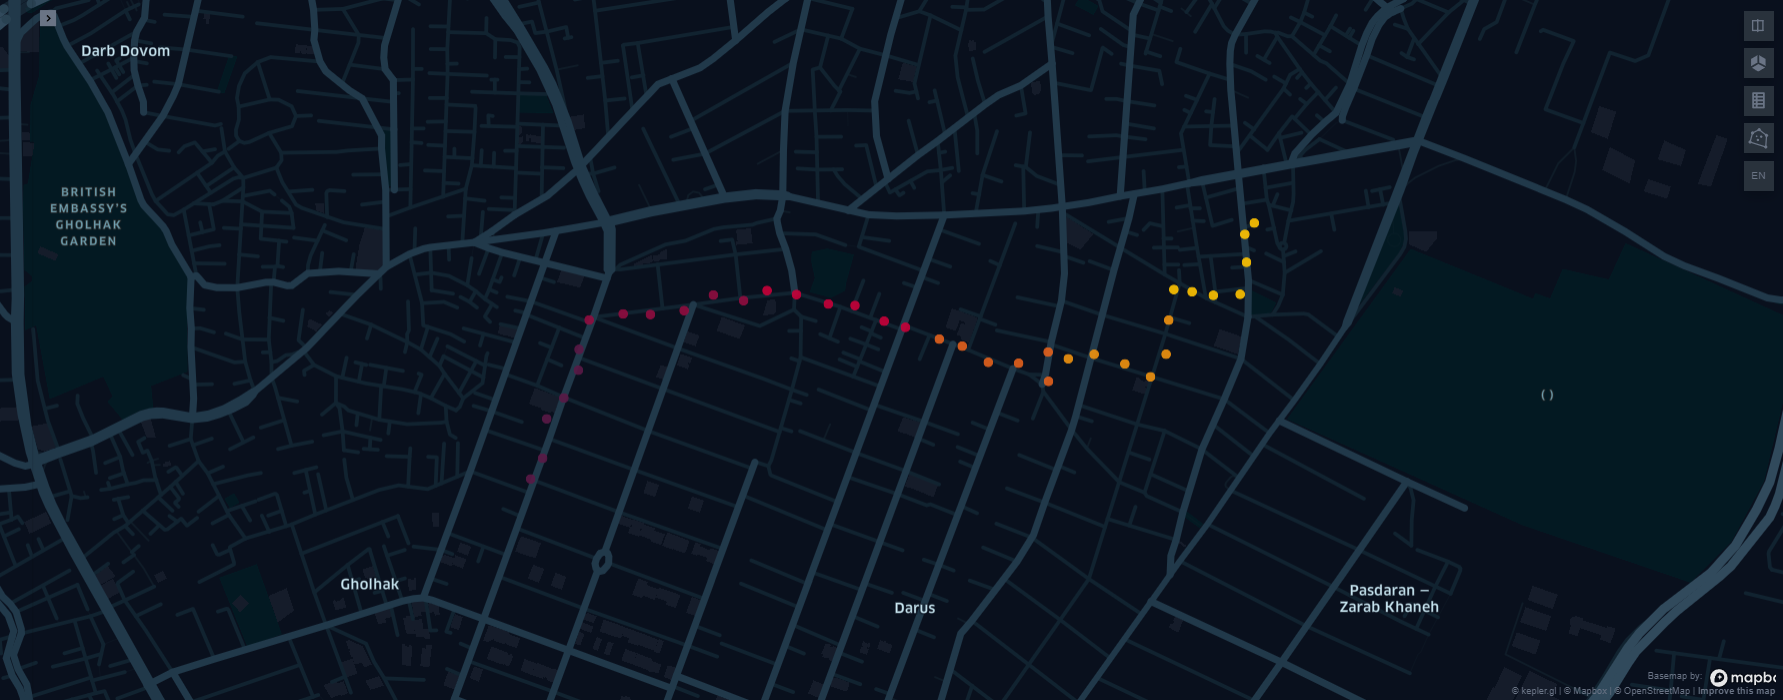 Darb Dovom
BRITISH
EMBASSY'S
GHOLHAK
GARDEN
EN
( )
Gholhak
Darus
Pasdaran –
Zarab Khaneh
Basemap by:
© kepler.gl | © Mapbox | © OpenStreetMap | Improve this map